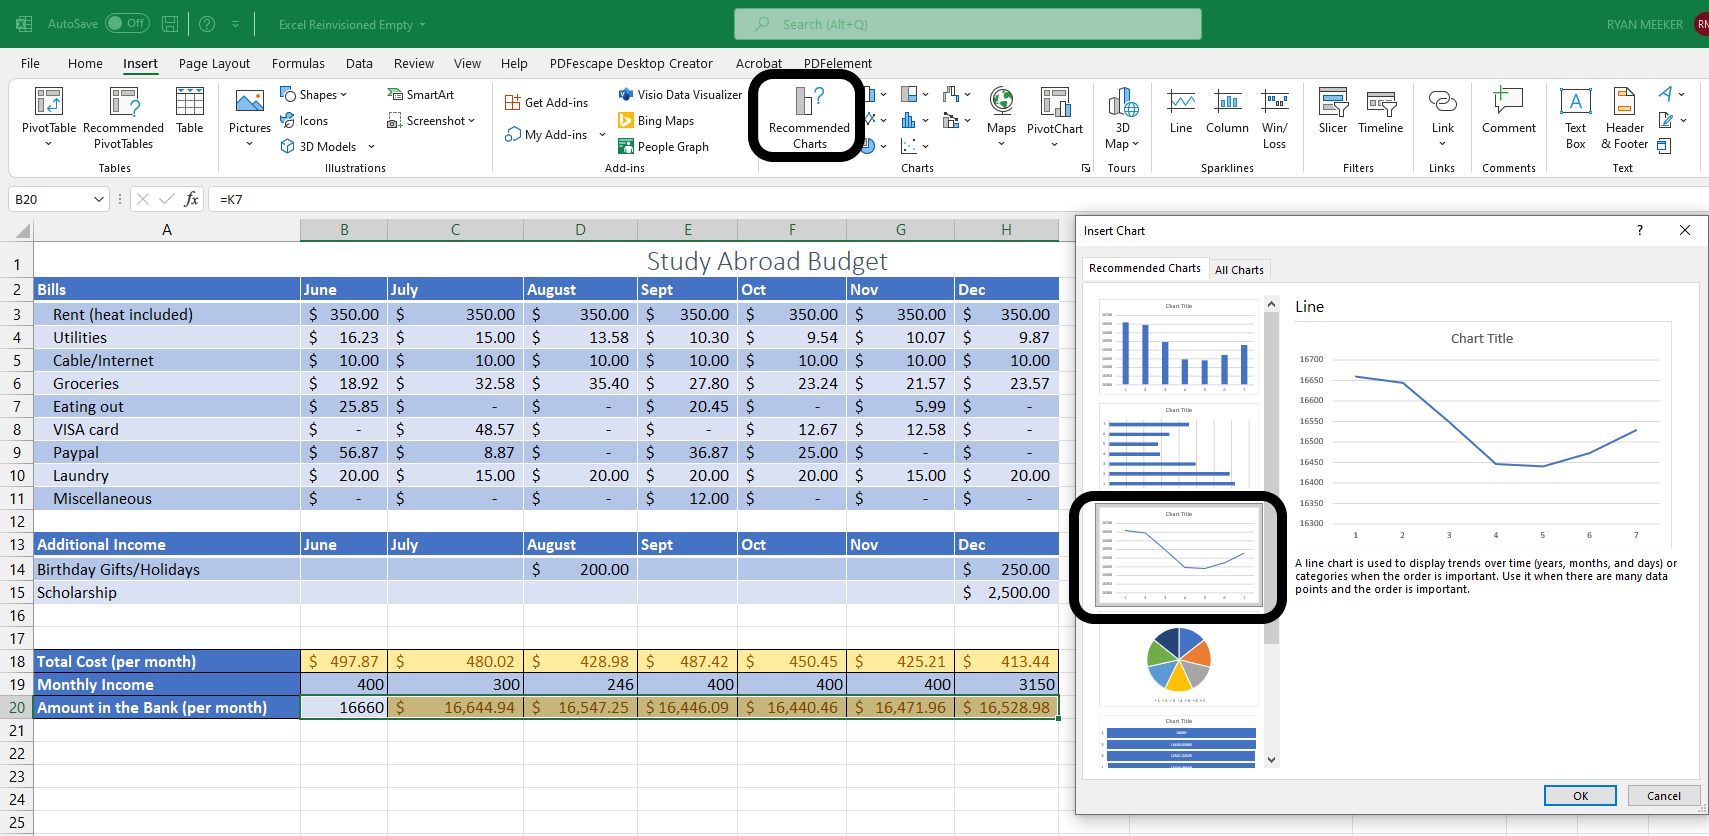 AutoSave Off Excel Reinvisioned Empty Search (Alt+Q) RYAN MEEKER RM
File Home Insert Page Layout Formulas Data Review View Help PDFescape Desktop Creator Acrobat PDFelement
PivotTable Recommended PivotTables Table
Tables
Pictures Shapes Icons 3D Models SmartArt Screenshot
Illustrations
Get Add-ins My Add-ins Visio Data Visualizer Bing Maps People Graph
Add-ins
Recommended Charts Maps PivotChart
Charts
3D Map
Tours
Line Column Win/Loss
Sparklines
Slicer Timeline
Filters
Link
Links
Comment
Comments
Text Box Header & Footer
Text
B20 fx =K7
A B C D E F G H
1 Study Abroad Budget
2 Bills June July August Sept Oct Nov Dec
3 Rent (heat included) $ 350.00 $ 350.00 $ 350.00 $ 350.00 $ 350.00 $ 350.00 $ 350.00
4 Utilities $ 16.23 $ 15.00 $ 13.58 $ 10.30 $ 9.54 $ 10.07 $ 9.87
5 Cable/Internet $ 10.00 $ 10.00 $ 10.00 $ 10.00 $ 10.00 $ 10.00 $ 10.00
6 Groceries $ 18.92 $ 32.58 $ 35.40 $ 27.80 $ 23.24 $ 21.57 $ 23.57
7 Eating out $ 25.85 $ - $ - $ 20.45 $ - $ 5.99 $ -
8 VISA card $ - $ 48.57 $ - $ - $ 12.67 $ 12.58 $ -
9 Paypal $ 56.87 $ 8.87 $ - $ 36.87 $ 25.00 $ - $ -
10 Laundry $ 20.00 $ 15.00 $ 20.00 $ 20.00 $ 20.00 $ 15.00 $ 20.00
11 Miscellaneous $ - $ - $ - $ 12.00 $ - $ - $ -
12
13 Additional Income June July August Sept Oct Nov Dec
14 Birthday Gifts/Holidays $ 200.00 $ 250.00
15 Scholarship $ 2,500.00
16
17
18 Total Cost (per month) $ 497.87 $ 480.02 $ 428.98 $ 487.42 $ 450.45 $ 425.21 $ 413.44
19 Monthly Income 400 300 246 400 400 400 3150
20 Amount in the Bank (per month) 16660 $ 16,644.94 $ 16,547.25 $ 16,446.09 $ 16,440.46 $ 16,471.96 $ 16,528.98
21
22
23
24
25
Insert Chart ?
Recommended Charts All Charts
Chart Title
Chart Title
Chart Title
Chart Title
Line
Chart Title
16700
16650
16600
16550
16500
16450
16400
16350
16300
1 2 3 4 5 6 7
A line chart is used to display trends over time (years, months, and days) or
categories when the order is important. Use it when there are many data
points and the order is important.
OK Cancel